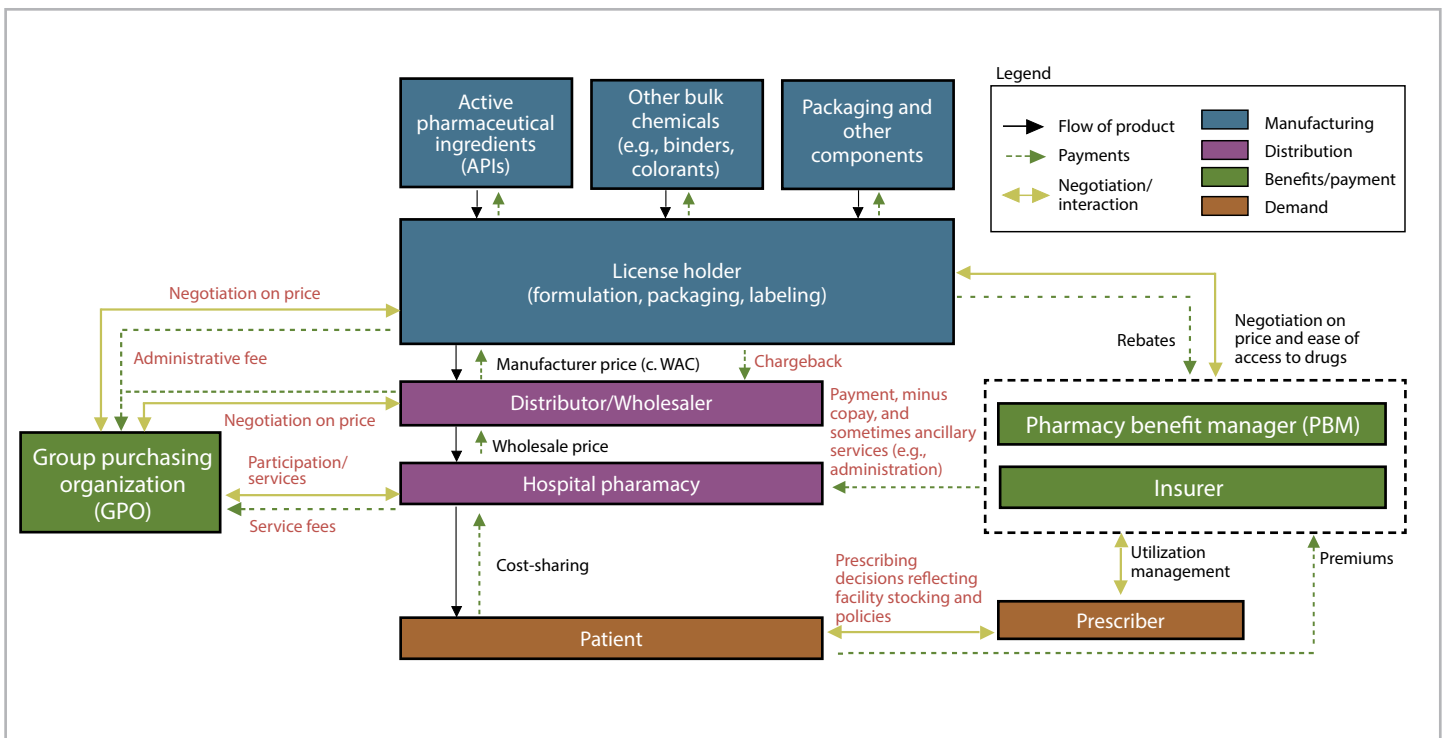 Legend
Flow of product
Payments
Negotiation/
interaction
Manufacturing
Distribution
Benefits/payment
Demand
Active
pharmaceutical
ingredients
(APIs)
Other bulk
chemicals
(e.g., binders,
colorants)
Packaging and
other
components
License holder
(formulation, packaging, labeling)
Negotiation on price
Administrative fee
Manufacturer price (c. WAC)
Chargeback
Rebates
Negotiation on
price and ease of
access to drugs
Distributor/Wholesaler
Negotiation on price
Wholesale price
Payment, minus
copay, and
sometimes ancillary
services (e.g.,
administration)
Pharmacy benefit manager (PBM)
Insurer
Group purchasing
organization
(GPO)
Participation/
services
Service fees
Hospital pharamacy
Cost-sharing
Utilization
management
Premiums
Prescribing
decisions reflecting
facility stocking and
policies
Prescriber
Patient